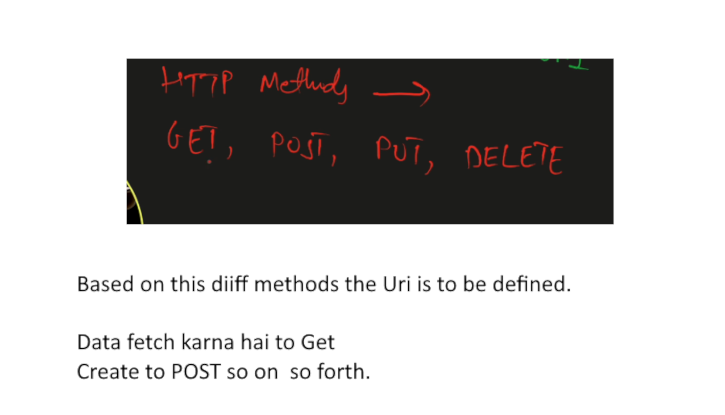 HTTP Methods →
GET, POST, PUT, DELETE
Based on this diiff methods the Uri is to be defined.
Data fetch karna hai to Get
Create to POST so on  so forth.